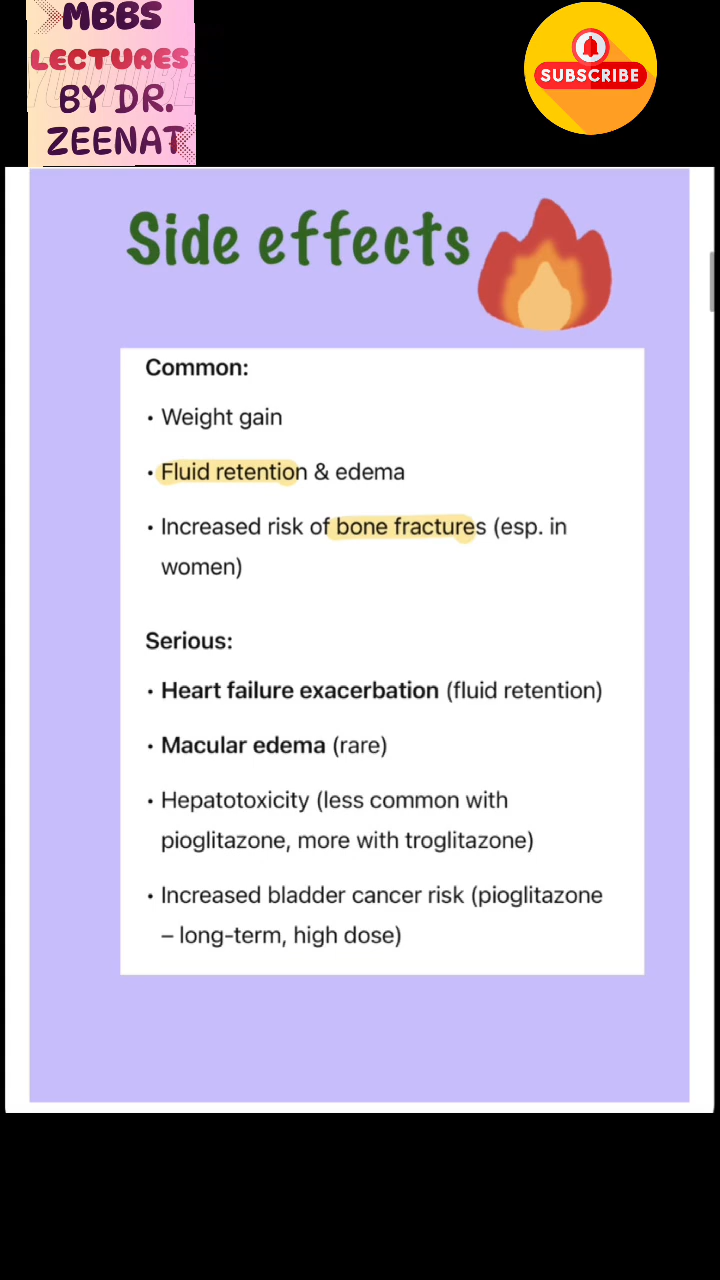 MBBS
LECTURES
BY DR.
ZEENAT
SUBSCRIBE
Side effects
Common:
• Weight gain
• Fluid retention & edema
• Increased risk of bone fractures (esp. in
women)
Serious:
• Heart failure exacerbation (fluid retention)
• Macular edema (rare)
• Hepatotoxicity (less common with
pioglitazone, more with troglitazone)
• Increased bladder cancer risk (pioglitazone
– long-term, high dose)